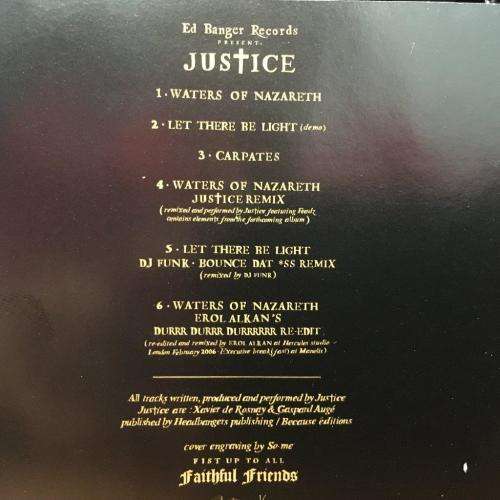 Ed Banger Records
PRESENT.
JUS✝ICE
1 · WATERS OF NAZARETH
2 · LET THERE BE LIGHT (demo)
3 · CARPATES
4 · WATERS OF NAZARETH
JUSTICE REMIX
(remixed and performed by Justice featuring Feadz
contains elements from the forthcoming album)
5 · LET THERE BE LIGHT
DJ FUNK · BOUNCE DAT *SS REMIX
(remixed by DJ FUNK)
6 · WATERS OF NAZARETH
EROL ALKAN'S
DURRR DURRR DURRRRRR RE-EDIT
(re-edited and remixed by EROL ALKAN at Hercules studio
London February 2006 · Executive break(fast) at Manelis)
All tracks written, produced and performed by Justice
Justice are : Xavier de Rosnay & Gaspard Augé
published by Headbangers publishing / Because editions
cover engraving by So-me
FIST UP TO ALL
Faithful Friends